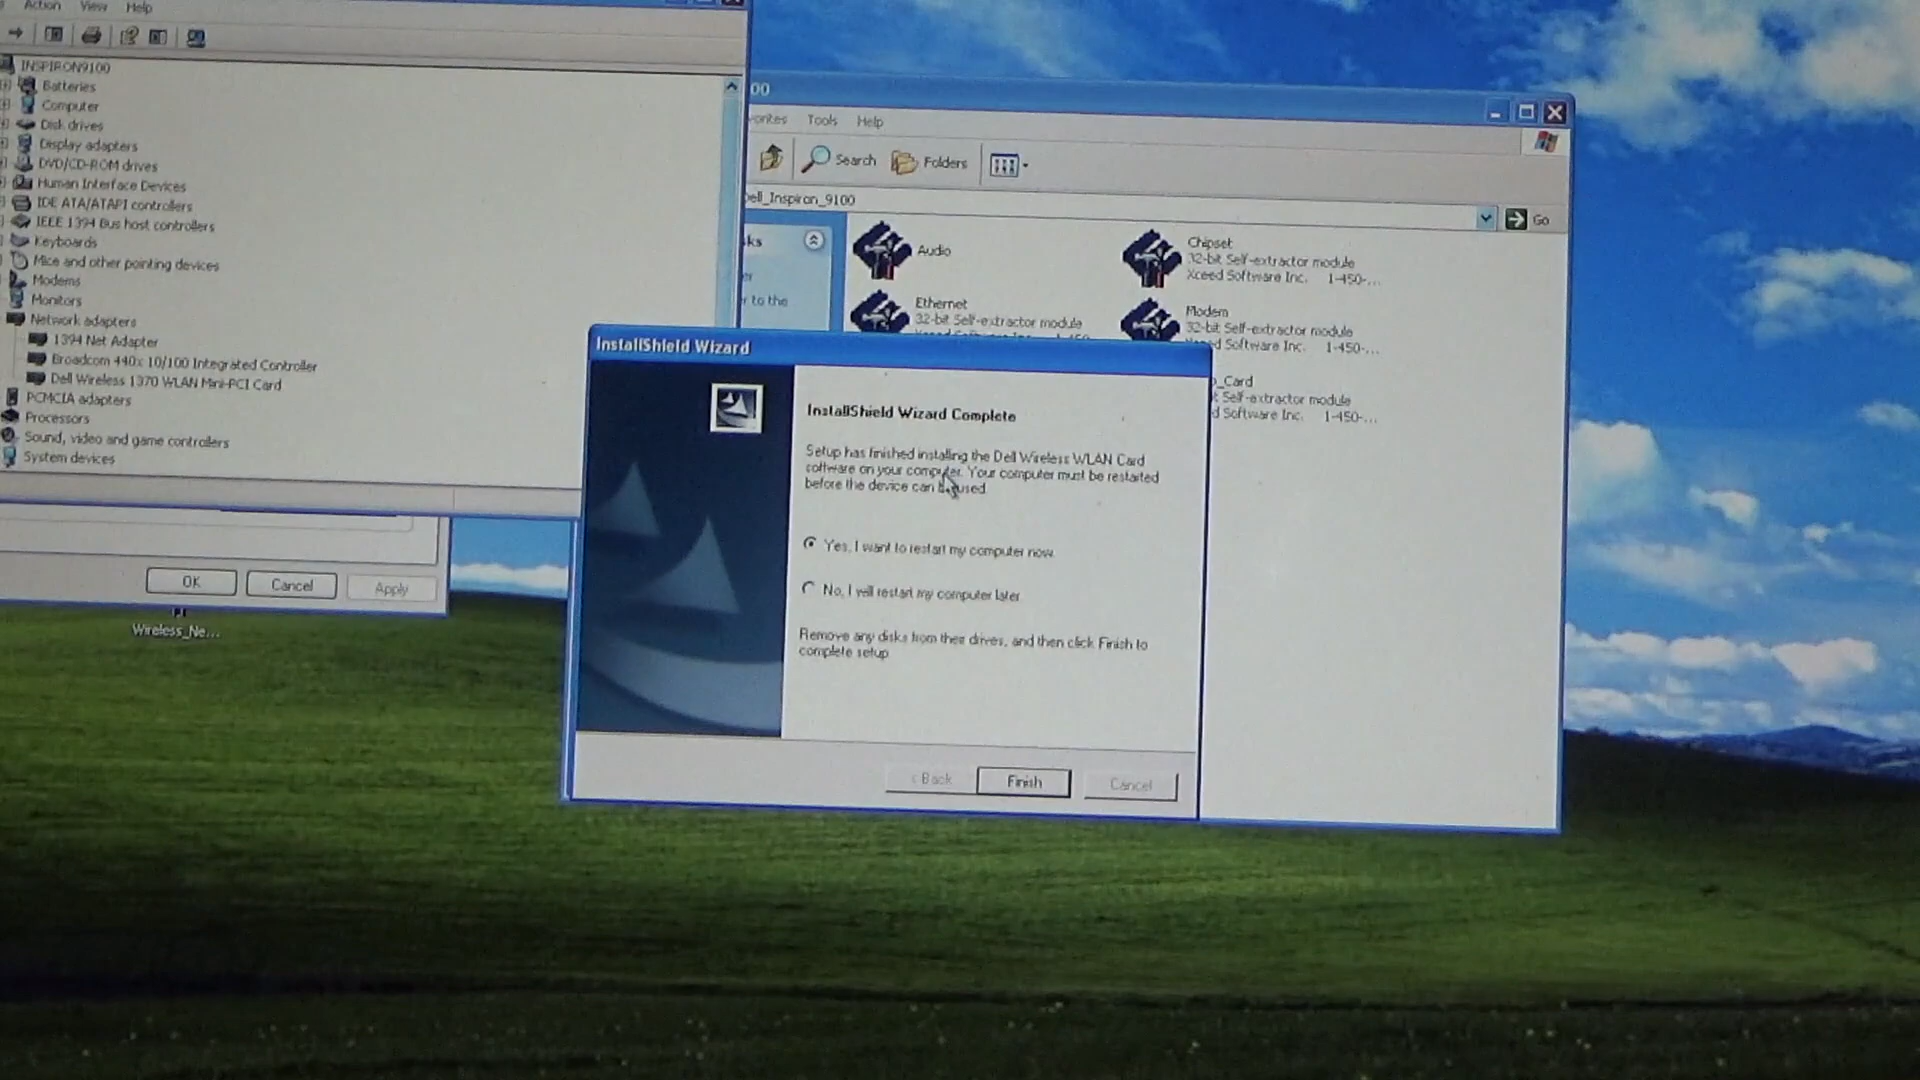 Action View Help
INSPIRON9100
Batteries
Computer
Disk drives
Display adapters
DVD/CD-ROM drives
Human Interface Devices
IDE ATA/ATAPI controllers
IEEE 1394 Bus host controllers
Keyboards
Mice and other pointing devices
Modems
Monitors
Network adapters
1394 Net Adapter
Broadcom 440x 10/100 Integrated Controller
Dell Wireless 1370 WLAN Mini-PCI Card
PCMCIA adapters
Processors
Sound, video and game controllers
System devices
OK Cancel Apply
Wireless_Ne...
00
vorites Tools Help
Search Folders
ell_Inspiron_9100
Go
ks
er
r to the
Audio
Chipset
32-bit Self-extractor module
Xceed Software Inc. 1-450-...
Ethernet
32-bit Self-extractor module
Modem
32-bit Self-extractor module
ed Software Inc. 1-450-...
o_Card
t Self-extractor module
d Software Inc. 1-450-...
InstallShield Wizard
InstallShield Wizard Complete
Setup has finished installing the Dell Wireless WLAN Card
software on your computer. Your computer must be restarted
before the device can be used.
Yes, I want to restart my computer now.
No, I will restart my computer later.
Remove any disks from their drives, and then click Finish to
complete setup.
< Back Finish Cancel